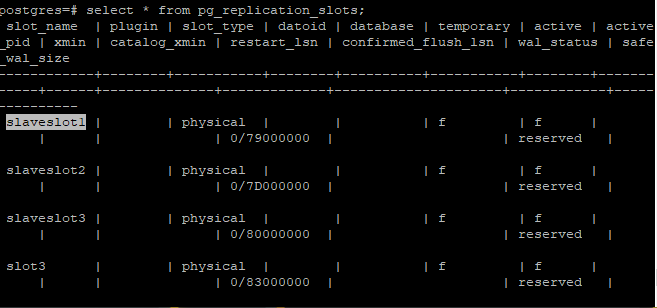 postgres=# select * from pg_replication_slots;
 slot_name  | plugin | slot_type | datoid | database | temporary | active | active
_pid | xmin | catalog_xmin | restart_lsn | confirmed_flush_lsn | wal_status | safe
_wal_size
------------+--------+-----------+--------+----------+-----------+--------+-------
-----+------+--------------+-------------+---------------------+------------+-----
----------
 slaveslot1 |        | physical  |        |          | f         | f      |
     |      |              | 0/79000000  |                     | reserved   |
 slaveslot2 |        | physical  |        |          | f         | f      |
     |      |              | 0/7D000000  |                     | reserved   |
 slaveslot3 |        | physical  |        |          | f         | f      |
     |      |              | 0/80000000  |                     | reserved   |
 slot3      |        | physical  |        |          | f         | f      |
     |      |              | 0/83000000  |                     | reserved   |